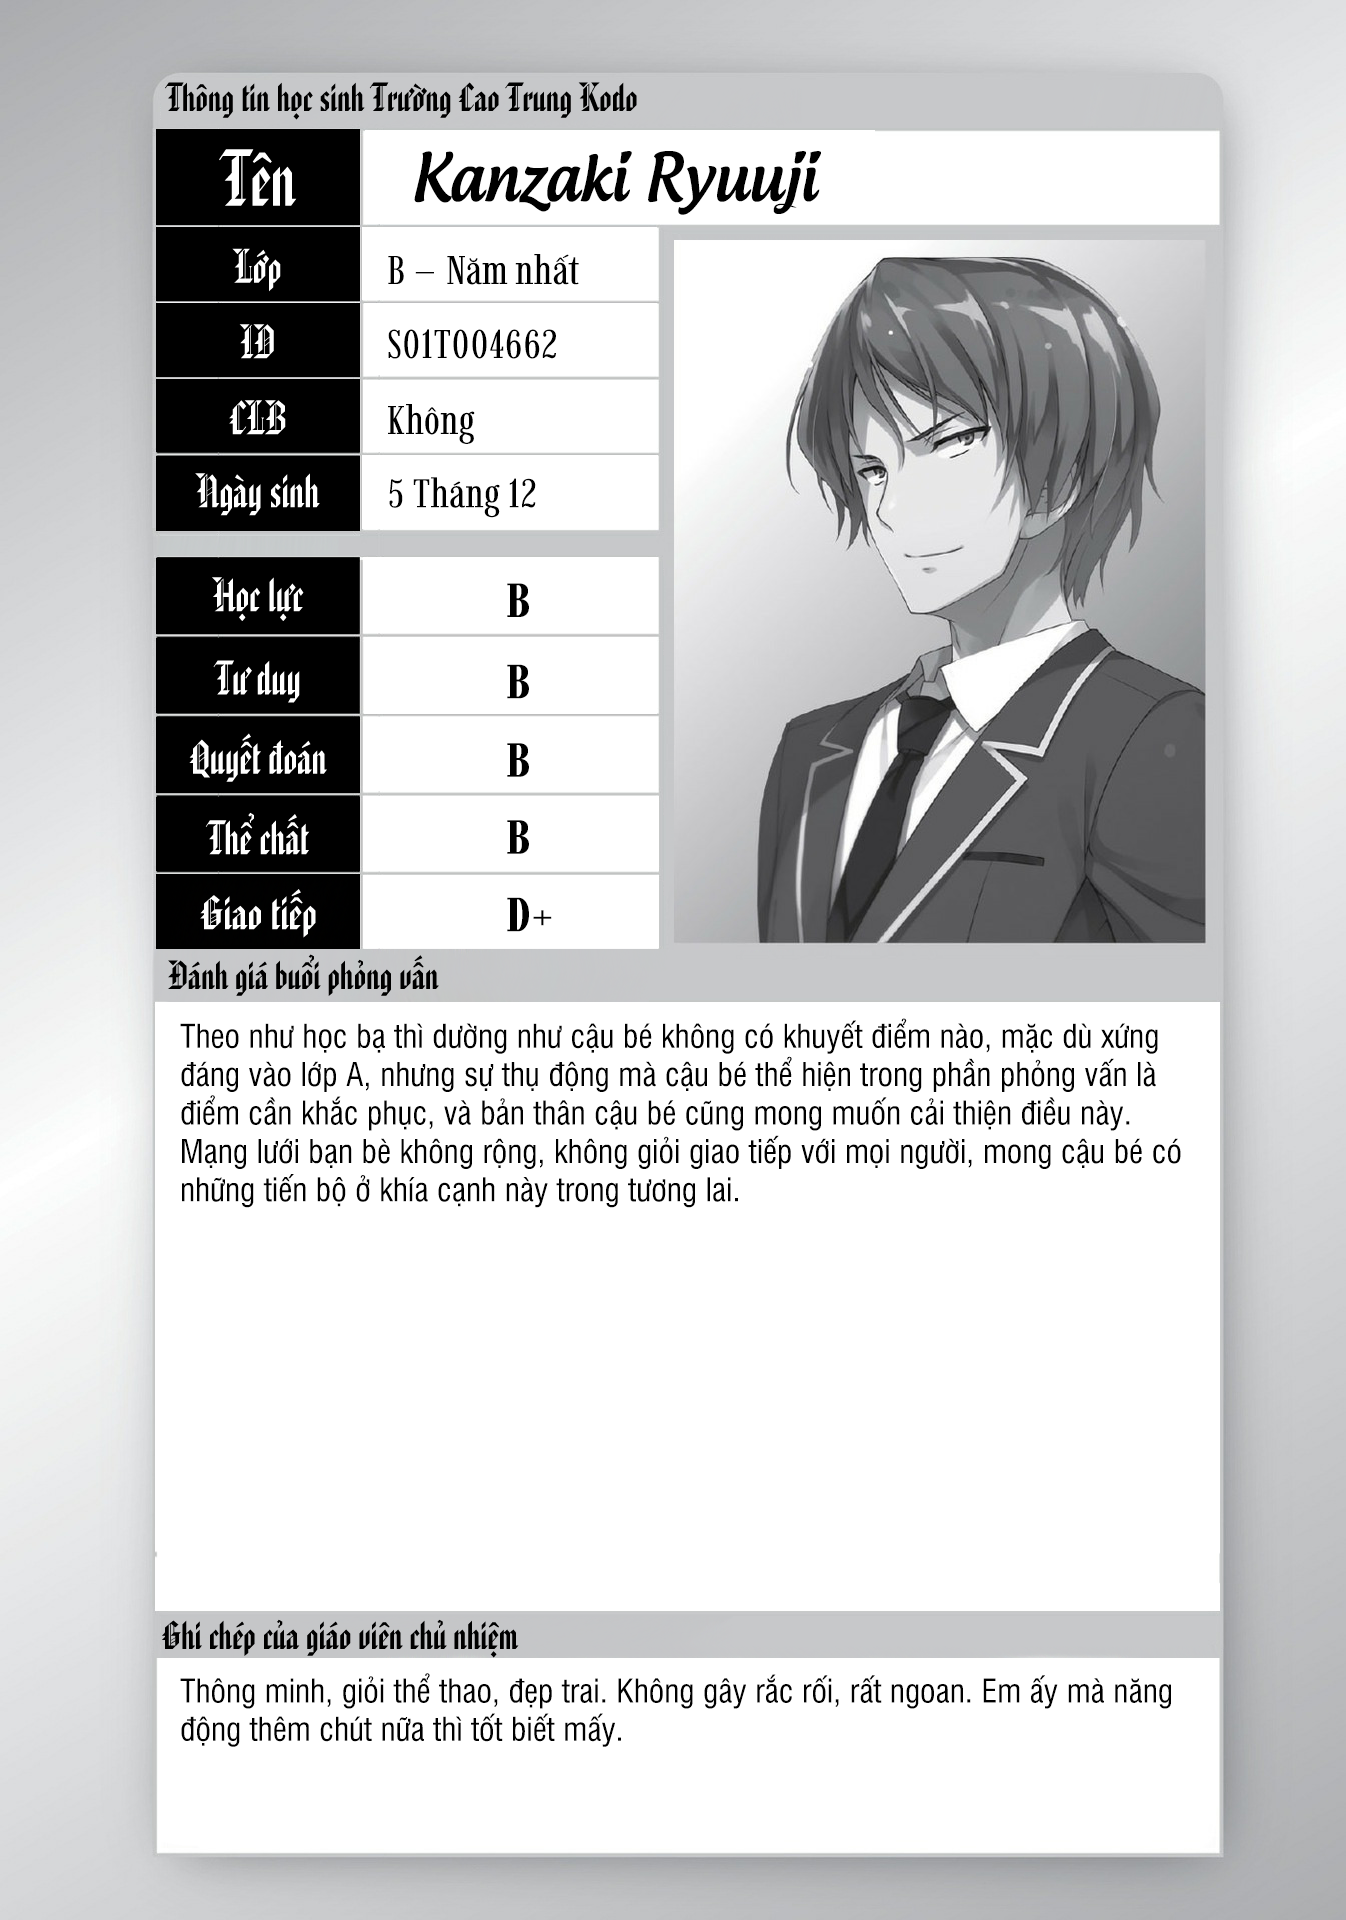 Thông tin học sinh Trường Cao Trung Kodo
Tên
Kanzaki Ryuuji
Lớp
B – Năm nhất
ID
S01T004662
CLB
Không
Ngày sinh
5 Tháng 12
Học lực
B
Tư duy
B
Quyết đoán
B
Thể chất
B
Giao tiếp
D+
Đánh giá buổi phỏng vấn
Theo như học bạ thì dường như cậu bé không có khuyết điểm nào, mặc dù xứng
đáng vào lớp A, nhưng sự thụ động mà cậu bé thể hiện trong phần phỏng vấn là
điểm cần khắc phục, và bản thân cậu bé cũng mong muốn cải thiện điều này.
Mạng lưới bạn bè không rộng, không giỏi giao tiếp với mọi người, mong cậu bé có
những tiến bộ ở khía cạnh này trong tương lai.
Ghi chép của giáo viên chủ nhiệm
Thông minh, giỏi thể thao, đẹp trai. Không gây rắc rối, rất ngoan. Em ấy mà năng
động thêm chút nữa thì tốt biết mấy.